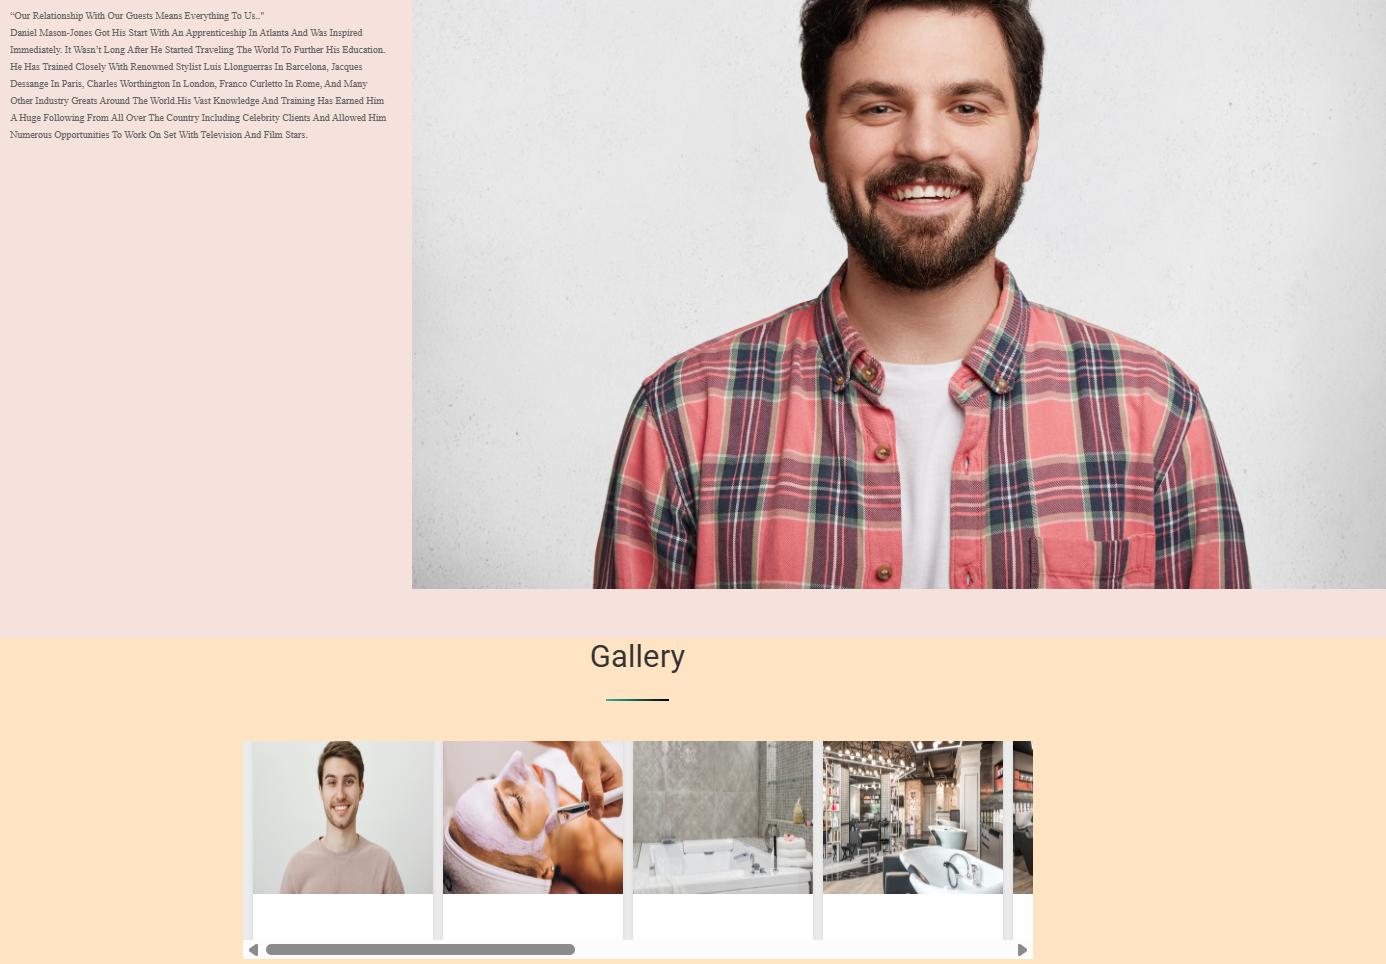 “Our Relationship With Our Guests Means Everything To Us.."
Daniel Mason-Jones Got His Start With An Apprenticeship In Atlanta And Was Inspired
Immediately. It Wasn’t Long After He Started Traveling The World To Further His Education.
He Has Trained Closely With Renowned Stylist Luis Llonguerras In Barcelona, Jacques
Dessange In Paris, Charles Worthington In London, Franco Curletto In Rome, And Many
Other Industry Greats Around The World.His Vast Knowledge And Training Has Earned Him
A Huge Following From All Over The Country Including Celebrity Clients And Allowed Him
Numerous Opportunities To Work On Set With Television And Film Stars.
Gallery